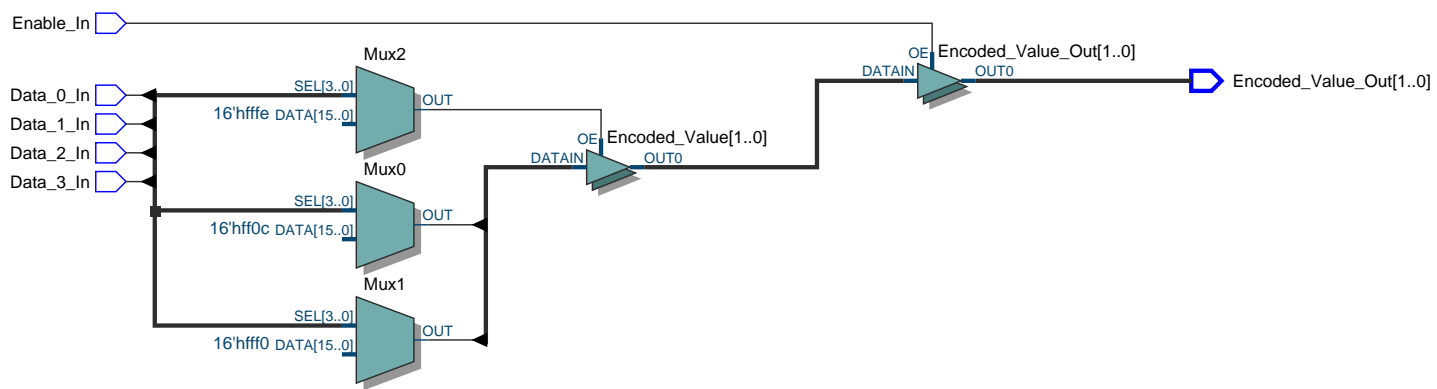 Enable_In
OE
Encoded_Value_Out[1..0]
DATAIN
OUT0
Encoded_Value_Out[1..0]
Mux2
Data_0_In
SEL[3..0]
OUT
Data_1_In
16'hfffe DATA[15..0]
OE
Encoded_Value[1..0]
Data_2_In
DATAIN
OUT0
Mux0
Data_3_In
SEL[3..0]
OUT
16'hff0c DATA[15..0]
Mux1
SEL[3..0]
OUT
16'hfff0 DATA[15..0]